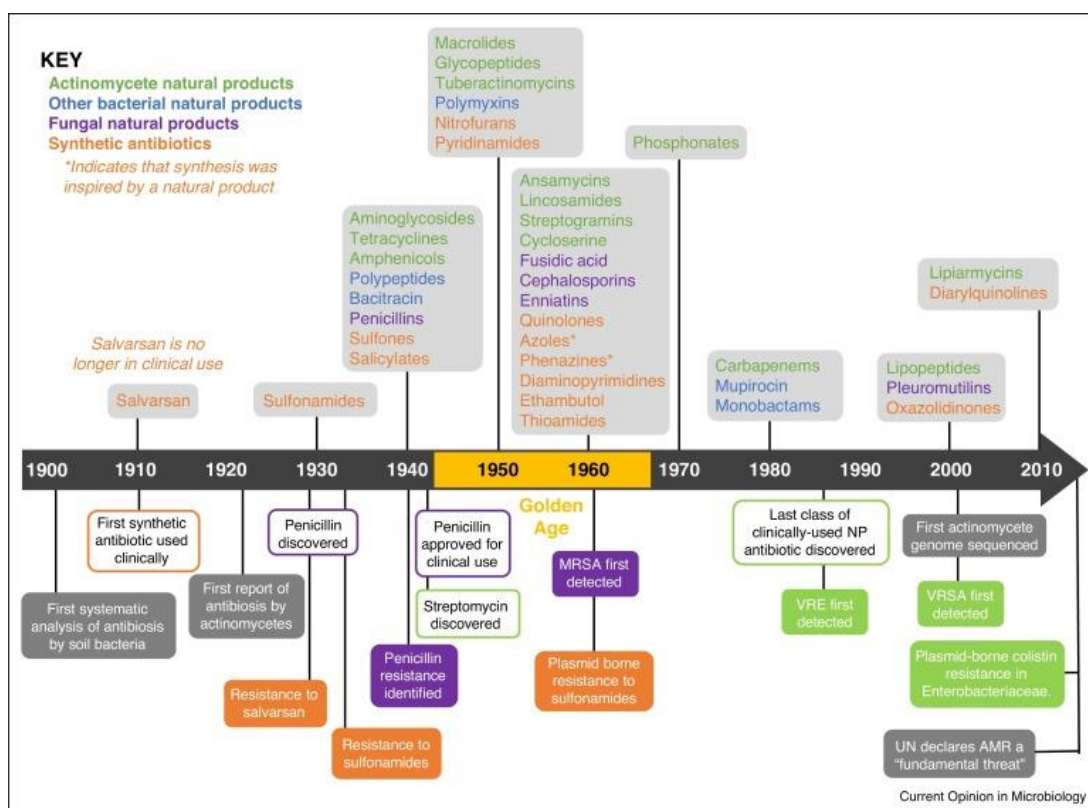 KEY
Actinomycete natural products
Other bacterial natural products
Fungal natural products
Synthetic antibiotics
*Indicates that synthesis was
inspired by a natural product
Salvarsan is no
longer in clinical use
Salvarsan
Sulfonamides
Aminoglycosides
Tetracyclines
Amphenicols
Polypeptides
Bacitracin
Penicillins
Sulfones
Salicylates
Macrolides
Glycopeptides
Tuberactinomycins
Polymyxins
Nitrofurans
Pyridinamides
Ansamycins
Lincosamides
Streptogramins
Cycloserine
Fusidic acid
Cephalosporins
Enniatins
Quinolones
Azoles*
Phenazines*
Diaminopyrimidines
Ethambutol
Thioamides
Phosphonates
Carbapenems
Mupirocin
Monobactams
Lipopeptides
Pleuromutilins
Oxazolidinones
Lipiarmycins
Diarylquinolines
1900 1910 1920 1930 1940 1950 1960 1970 1980 1990 2000 2010
Golden
Age
First systematic
analysis of antibiosis
by soil bacteria
First synthetic
antibiotic used
clinically
First report of
antibiosis by
actinomycetes
Penicillin
discovered
Resistance to
salvarsan
Resistance to
sulfonamides
Penicillin
resistance
identified
Penicillin
approved for
clinical use
Streptomycin
discovered
MRSA first
detected
Plasmid borne
resistance to
sulfonamides
Last class of
clinically-used NP
antibiotic discovered
VRE first
detected
First actinomycete
genome sequenced
VRSA first
detected
Plasmid-borne colistin
resistance in
Enterobacteriaceae.
UN declares AMR a
“fundamental threat”
Current Opinion in Microbiology